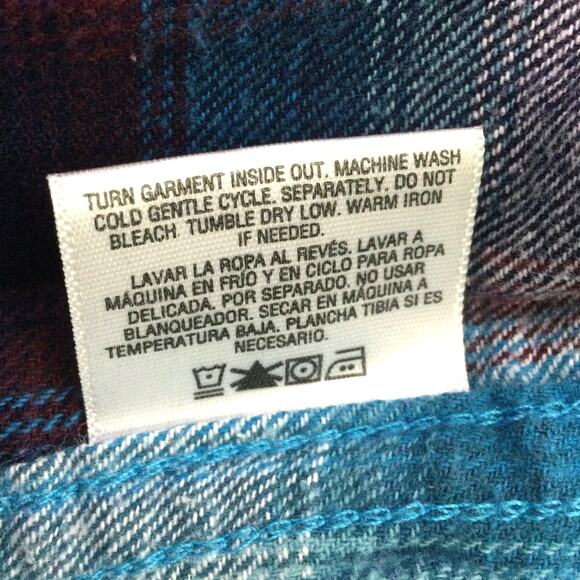 TURN GARMENT INSIDE OUT. MACHINE WASH
COLD GENTLE CYCLE. SEPARATELY. DO NOT
BLEACH TUMBLE DRY LOW. WARM IRON
IF NEEDED.
LAVAR LA ROPA AL REVÉS. LAVAR A
MÁQUINA EN FRÍO Y EN CICLO PARA ROPA
DELICADA. POR SEPARADO. NO USAR
BLANQUEADOR. SECAR EN MÁQUINA A
TEMPERATURA BAJA. PLANCHA TIBIA SI ES
NECESARIO.